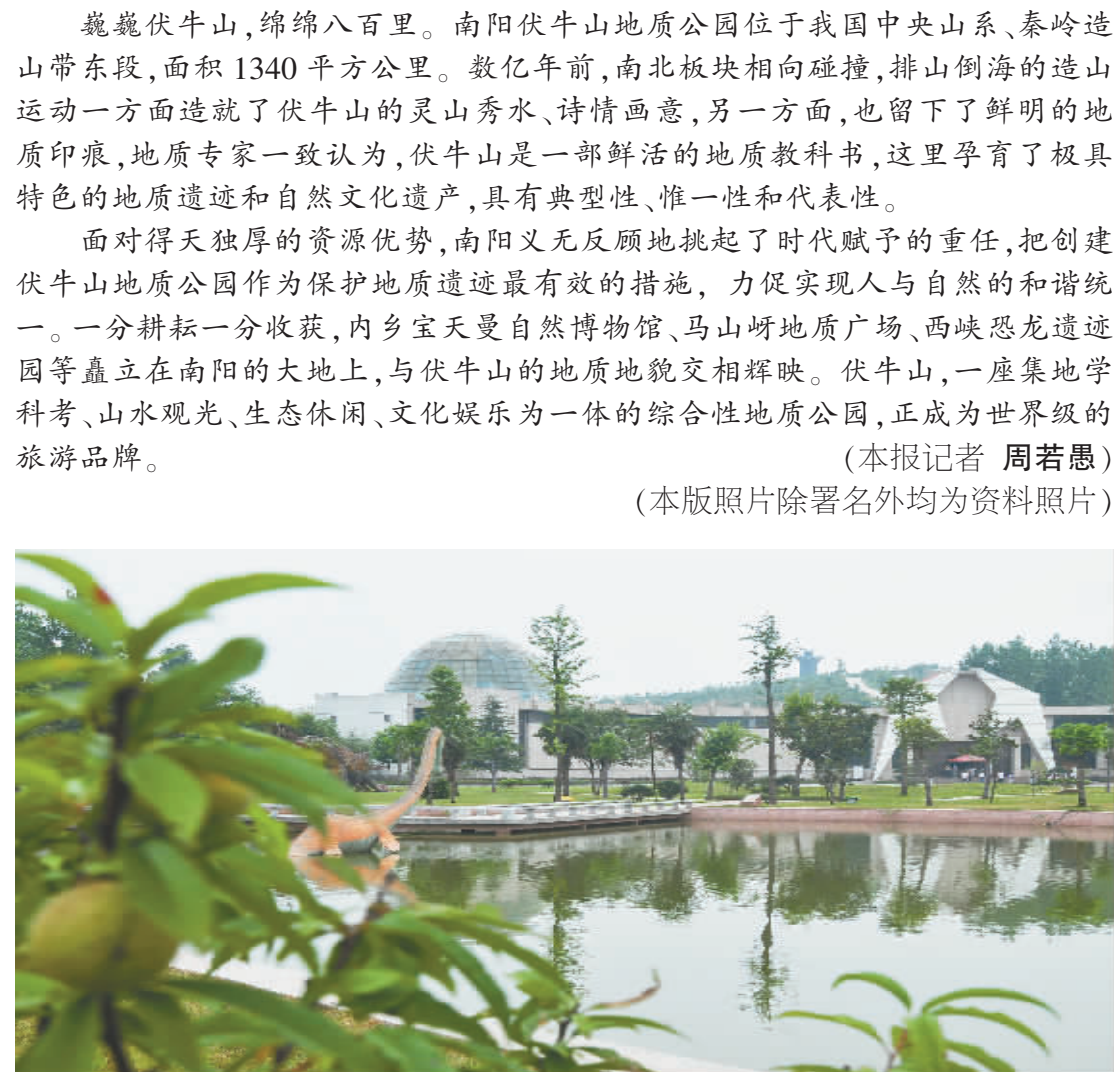 巍巍伏牛山,绵绵八百里。南阳伏牛山地质公园位于我国中央山系、秦岭造
山带东段,面积 1340 平方公里。数亿年前,南北板块相向碰撞,排山倒海的造山
运动一方面造就了伏牛山的灵山秀水、诗情画意,另一方面,也留下了鲜明的地
质印痕,地质专家一致认为,伏牛山是一部鲜活的地质教科书,这里孕育了极具
特色的地质遗迹和自然文化遗产,具有典型性、惟一性和代表性。
面对得天独厚的资源优势,南阳义无反顾地挑起了时代赋予的重任,把创建
伏牛山地质公园作为保护地质遗迹最有效的措施，力促实现人与自然的和谐统
一。一分耕耘一分收获,内乡宝天曼自然博物馆、马山岈地质广场、西峡恐龙遗迹
园等矗立在南阳的大地上,与伏牛山的地质地貌交相辉映。伏牛山,一座集地学
科考、山水观光、生态休闲、文化娱乐为一体的综合性地质公园,正成为世界级的
旅游品牌。 (本报记者 周若愚)
(本版照片除署名外均为资料照片)